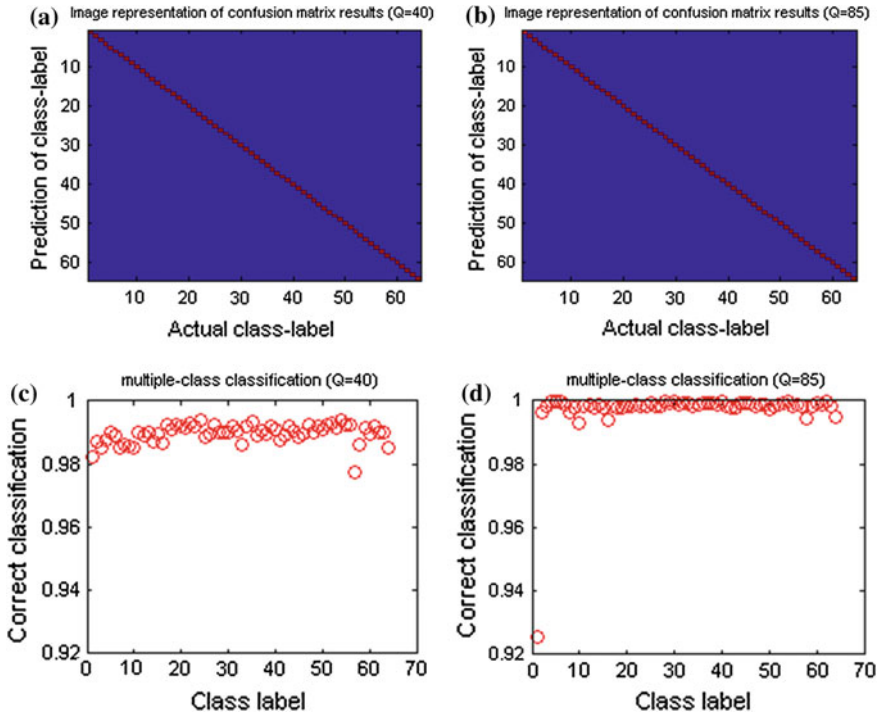 (a) Image representation of confusion matrix results (Q=40)
Prediction of class-label
10
20
30
40
50
60
10 20 30 40 50 60
Actual class-label
(b) Image representation of confusion matrix results (Q=85)
Prediction of class-label
10
20
30
40
50
60
10 20 30 40 50 60
Actual class-label
(c) multiple-class classification (Q=40)
Correct classification
1
0.98
0.96
0.94
0.92
0 10 20 30 40 50 60 70
Class label
(d) multiple-class classification (Q=85)
Correct classification
1
0.98
0.96
0.94
0.92
0 10 20 30 40 50 60 70
Class label